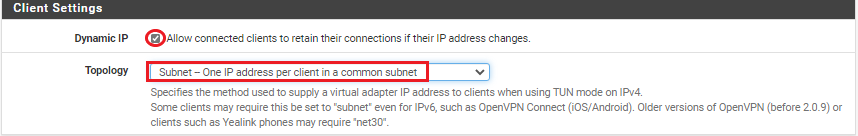 Client Settings
Dynamic IP Allow connected clients to retain their connections if their IP address changes.
Topology Subnet – One IP address per client in a common subnet
Specifies the method used to supply a virtual adapter IP address to clients when using TUN mode on IPv4.
Some clients may require this be set to "subnet" even for IPv6, such as OpenVPN Connect (iOS/Android). Older versions of OpenVPN (before 2.0.9) or
clients such as Yealink phones may require "net30".